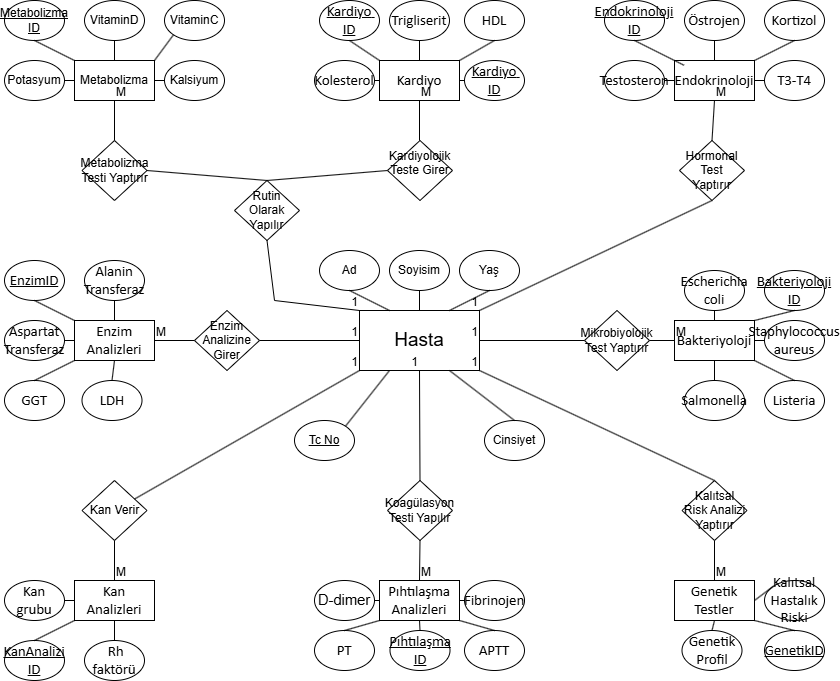 Metabolizma
ID
VitaminD
VitaminC
Potasyum
Metabolizma
M
Kalsiyum
Metabolizma
Testi Yaptırır
Kardiyo
ID
Trigliserit
HDL
Kolesterol
Kardiyo
M
Kardiyo
ID
Kardiyolojik
Teste Girer
Rutin
Olarak
Yapılır
Endokrinoloji
ID
Östrojen
Kortizol
Testosteron
Endokrinoloji
M
T3-T4
Hormonal
Test
Yaptırır
EnzimID
Alanin
Transferaz
Aspartat
Transferaz
Enzim
Analizleri
M
GGT
LDH
Enzim
Analizine
Girer
Ad
Soyisim
Yaş
1
1
1
Hasta
1
1
1
1
Tc No
Cinsiyet
Mikrobiyolojik
Test Yaptırır
Escherichia
coli
Bakteriyoloji
ID
M
Bakteriyoloji
Staphylococcus
aureus
Salmonella
Listeria
Kan Verir
M
Kan
grubu
Kan
Analizleri
KanAnalizi
ID
Rh
faktörü
Koagülasyon
Testi Yapılır
M
D-dimer
Pıhtılaşma
Analizleri
Fibrinojen
PT
Pıhtılaşma
ID
APTT
Kalıtsal
Risk Analizi
Yaptırır
M
Genetik
Testler
Kalıtsal
Hastalık
Riski
Genetik
Profil
GenetikID